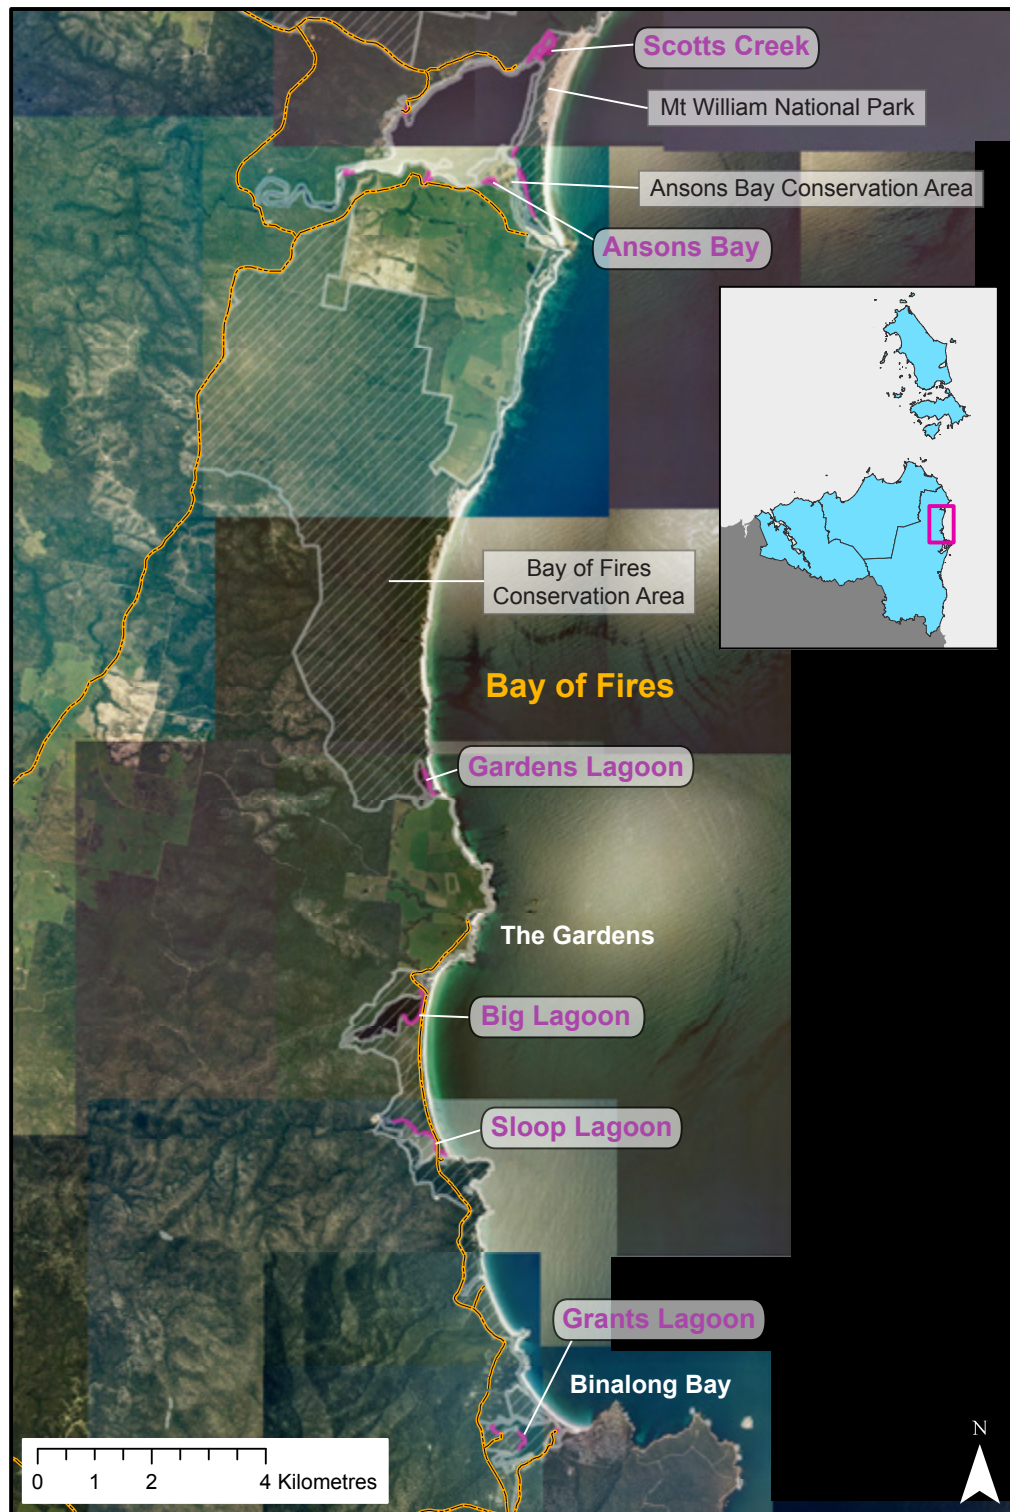 Scotts Creek
Mt William National Park
Ansons Bay Conservation Area
Ansons Bay
Bay of Fires
Conservation Area
Bay of Fires
Gardens Lagoon
The Gardens
Big Lagoon
Sloop Lagoon
Grants Lagoon
Binalong Bay
N
0 1 2 4 Kilometres